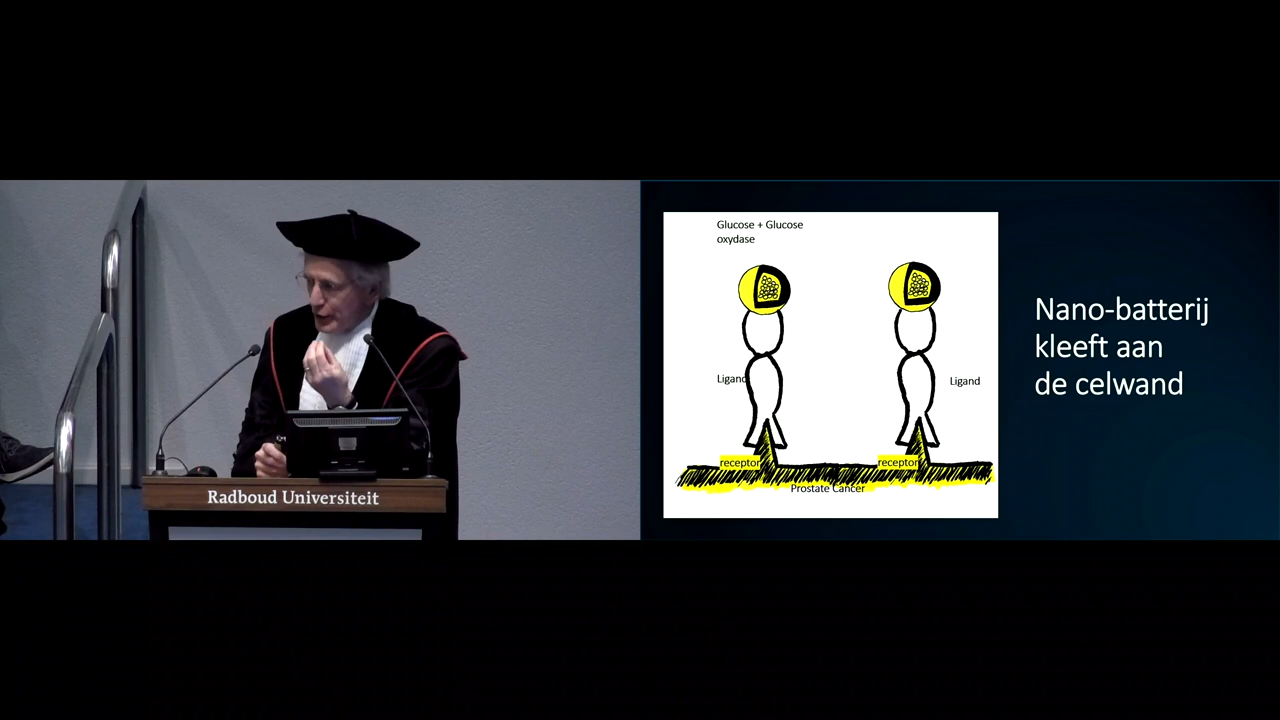 Radboud Universiteit
Glucose + Glucose
oxydase
Ligand
Ligand
receptor
receptor
Prostate Cancer
Nano-batterij
kleeft aan
de celwand